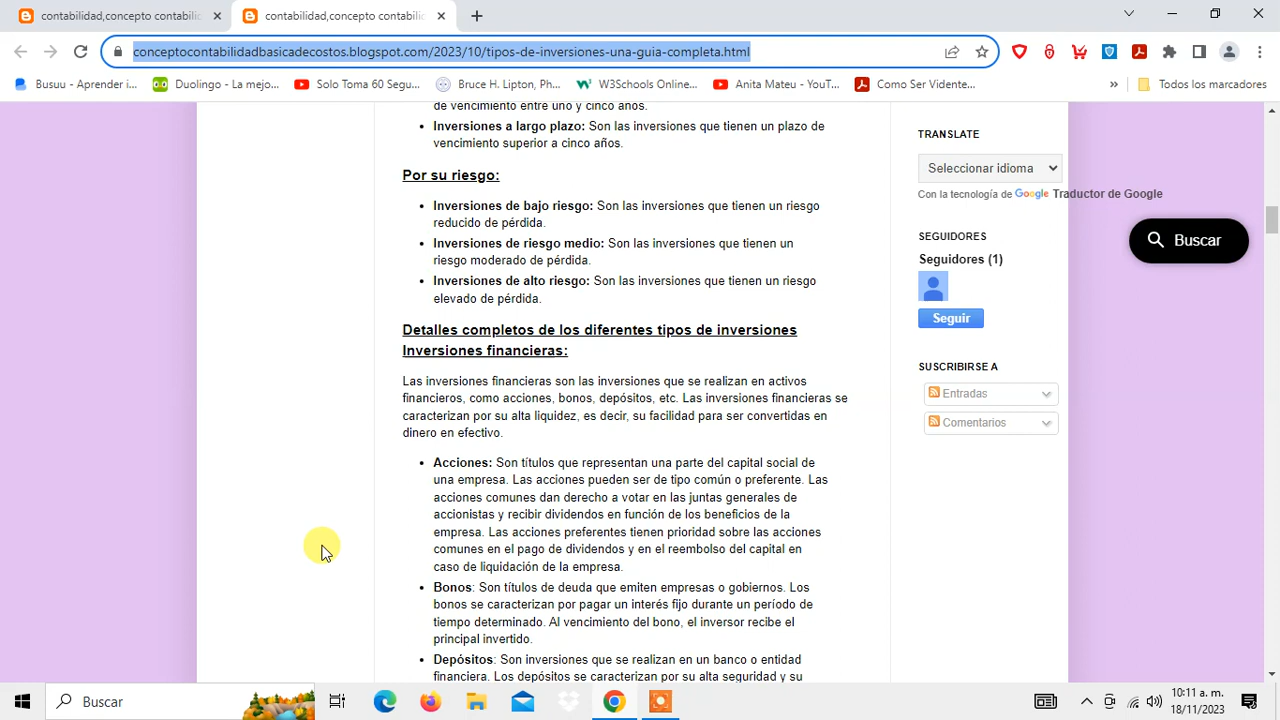 contabilidad,concepto contabilid
contabilidad,concepto contabilid
conceptocontabilidadbasicadecostos.blogspot.com/2023/10/tipos-de-inversiones-una-guia-completa.html
Busuu - Aprender i...
Duolingo - La mejo...
Solo Toma 60 Segu...
Bruce H. Lipton, Ph...
W3Schools Online...
Anita Mateu - YouT...
Como Ser Vidente...
»
Todos los marcadores
de vencimiento entre uno y cinco años.
• Inversiones a largo plazo: Son las inversiones que tienen un plazo de
vencimiento superior a cinco años.
Por su riesgo:
• Inversiones de bajo riesgo: Son las inversiones que tienen un riesgo
reducido de pérdida.
• Inversiones de riesgo medio: Son las inversiones que tienen un
riesgo moderado de pérdida.
• Inversiones de alto riesgo: Son las inversiones que tienen un riesgo
elevado de pérdida.
Detalles completos de los diferentes tipos de inversiones
Inversiones financieras:
Las inversiones financieras son las inversiones que se realizan en activos
financieros, como acciones, bonos, depósitos, etc. Las inversiones financieras se
caracterizan por su alta liquidez, es decir, su facilidad para ser convertidas en
dinero en efectivo.
• Acciones: Son títulos que representan una parte del capital social de
una empresa. Las acciones pueden ser de tipo común o preferente. Las
acciones comunes dan derecho a votar en las juntas generales de
accionistas y recibir dividendos en función de los beneficios de la
empresa. Las acciones preferentes tienen prioridad sobre las acciones
comunes en el pago de dividendos y en el reembolso del capital en
caso de liquidación de la empresa.
• Bonos: Son títulos de deuda que emiten empresas o gobiernos. Los
bonos se caracterizan por pagar un interés fijo durante un período de
tiempo determinado. Al vencimiento del bono, el inversor recibe el
principal invertido.
• Depósitos: Son inversiones que se realizan en un banco o entidad
financiera. Los depósitos se caracterizan por su alta seguridad y su
TRANSLATE
Seleccionar idioma
Con la tecnología de Google Traductor de Google
SEGUIDORES
Seguidores (1)
Seguir
SUSCRIBIRSE A
Entradas
Comentarios
Buscar
Buscar
10:11 a. m.
18/11/2023